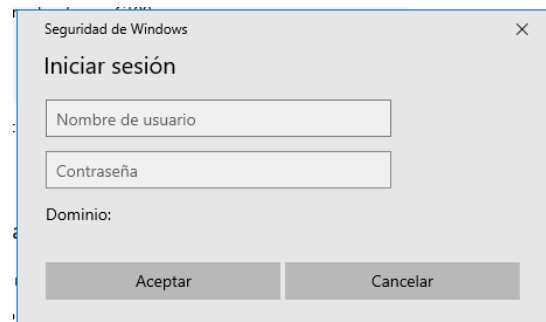 Seguridad de Windows
Iniciar sesión
Nombre de usuario
Contraseña
Dominio:
Aceptar
Cancelar